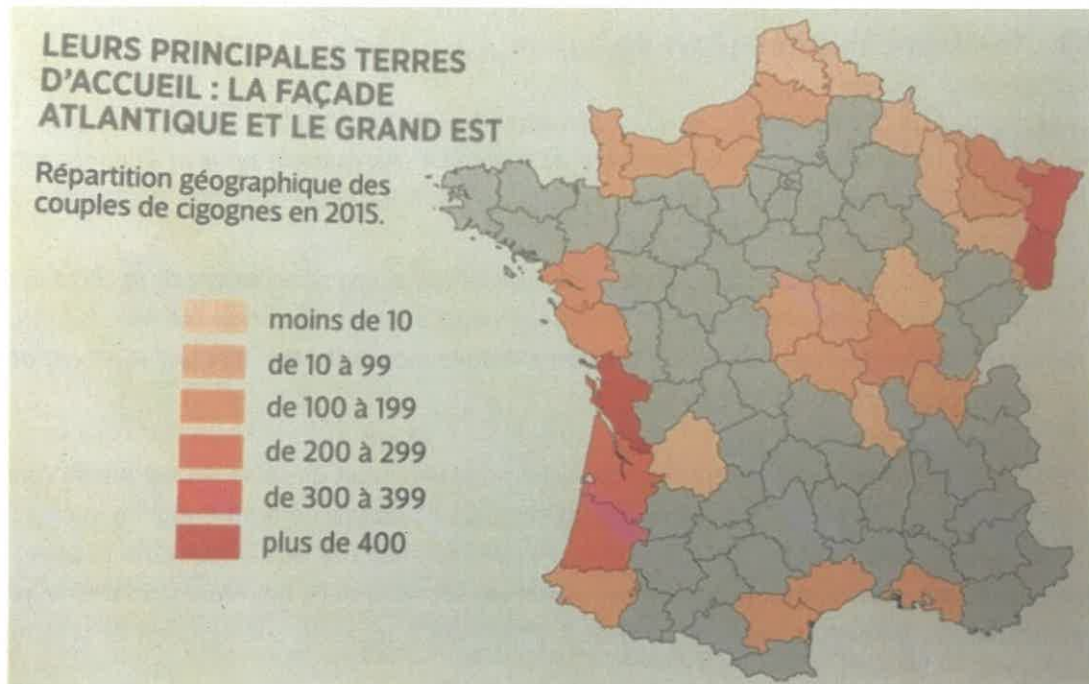 LEURS PRINCIPALES TERRES
D'ACCUEIL : LA FAÇADE
ATLANTIQUE ET LE GRAND EST
Répartition géographique des
couples de cigognes en 2015.
moins de 10
de 10 à 99
de 100 à 199
de 200 à 299
de 300 à 399
plus de 400